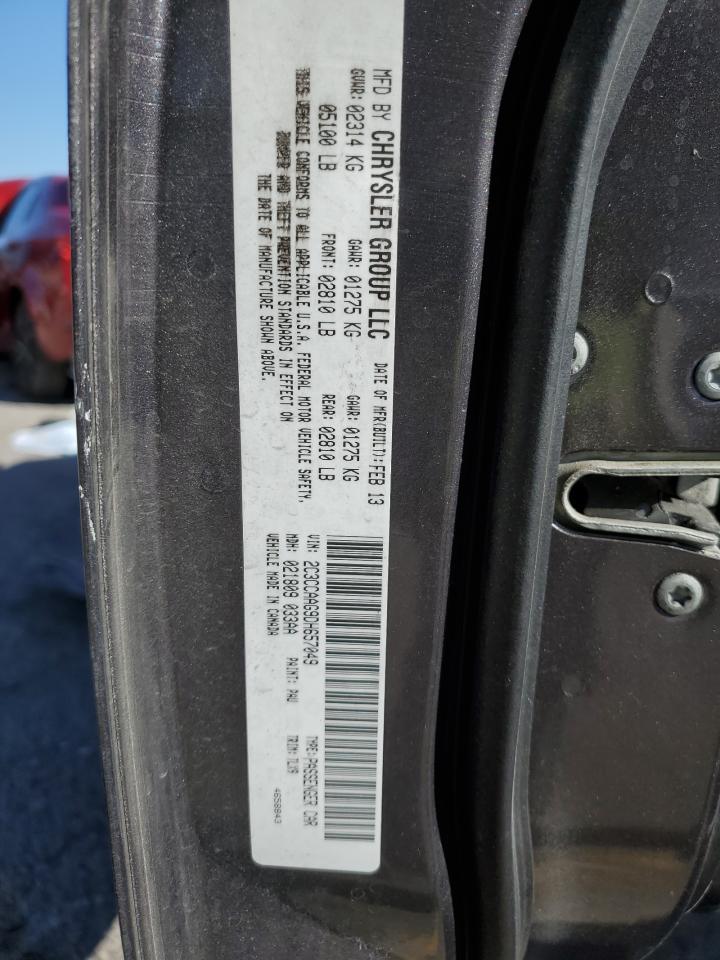 MFD BY CHRYSLER GROUP LLC DATE OF MFR(BUILT): FEB 13
GVWR: 02314 KG GAWR: 01275 KG GAWR: 01275 KG
05100 LB FRONT: 02810 LB REAR: 02810 LB
THIS VEHICLE CONFORMS TO ALL APPLICABLE U.S.A. FEDERAL MOTOR VEHICLE SAFETY,
BUMPER AND THEFT PREVENTION STANDARDS IN EFFECT ON
THE DATE OF MANUFACTURE SHOWN ABOVE.
VIN: 2C3CCAAG9DH657049 TYPE: PASSENGER CAR
MDH: 021809 033AA PAINT: PAU TRIM: TLX9
VEHICLE MADE IN CANADA 4658843